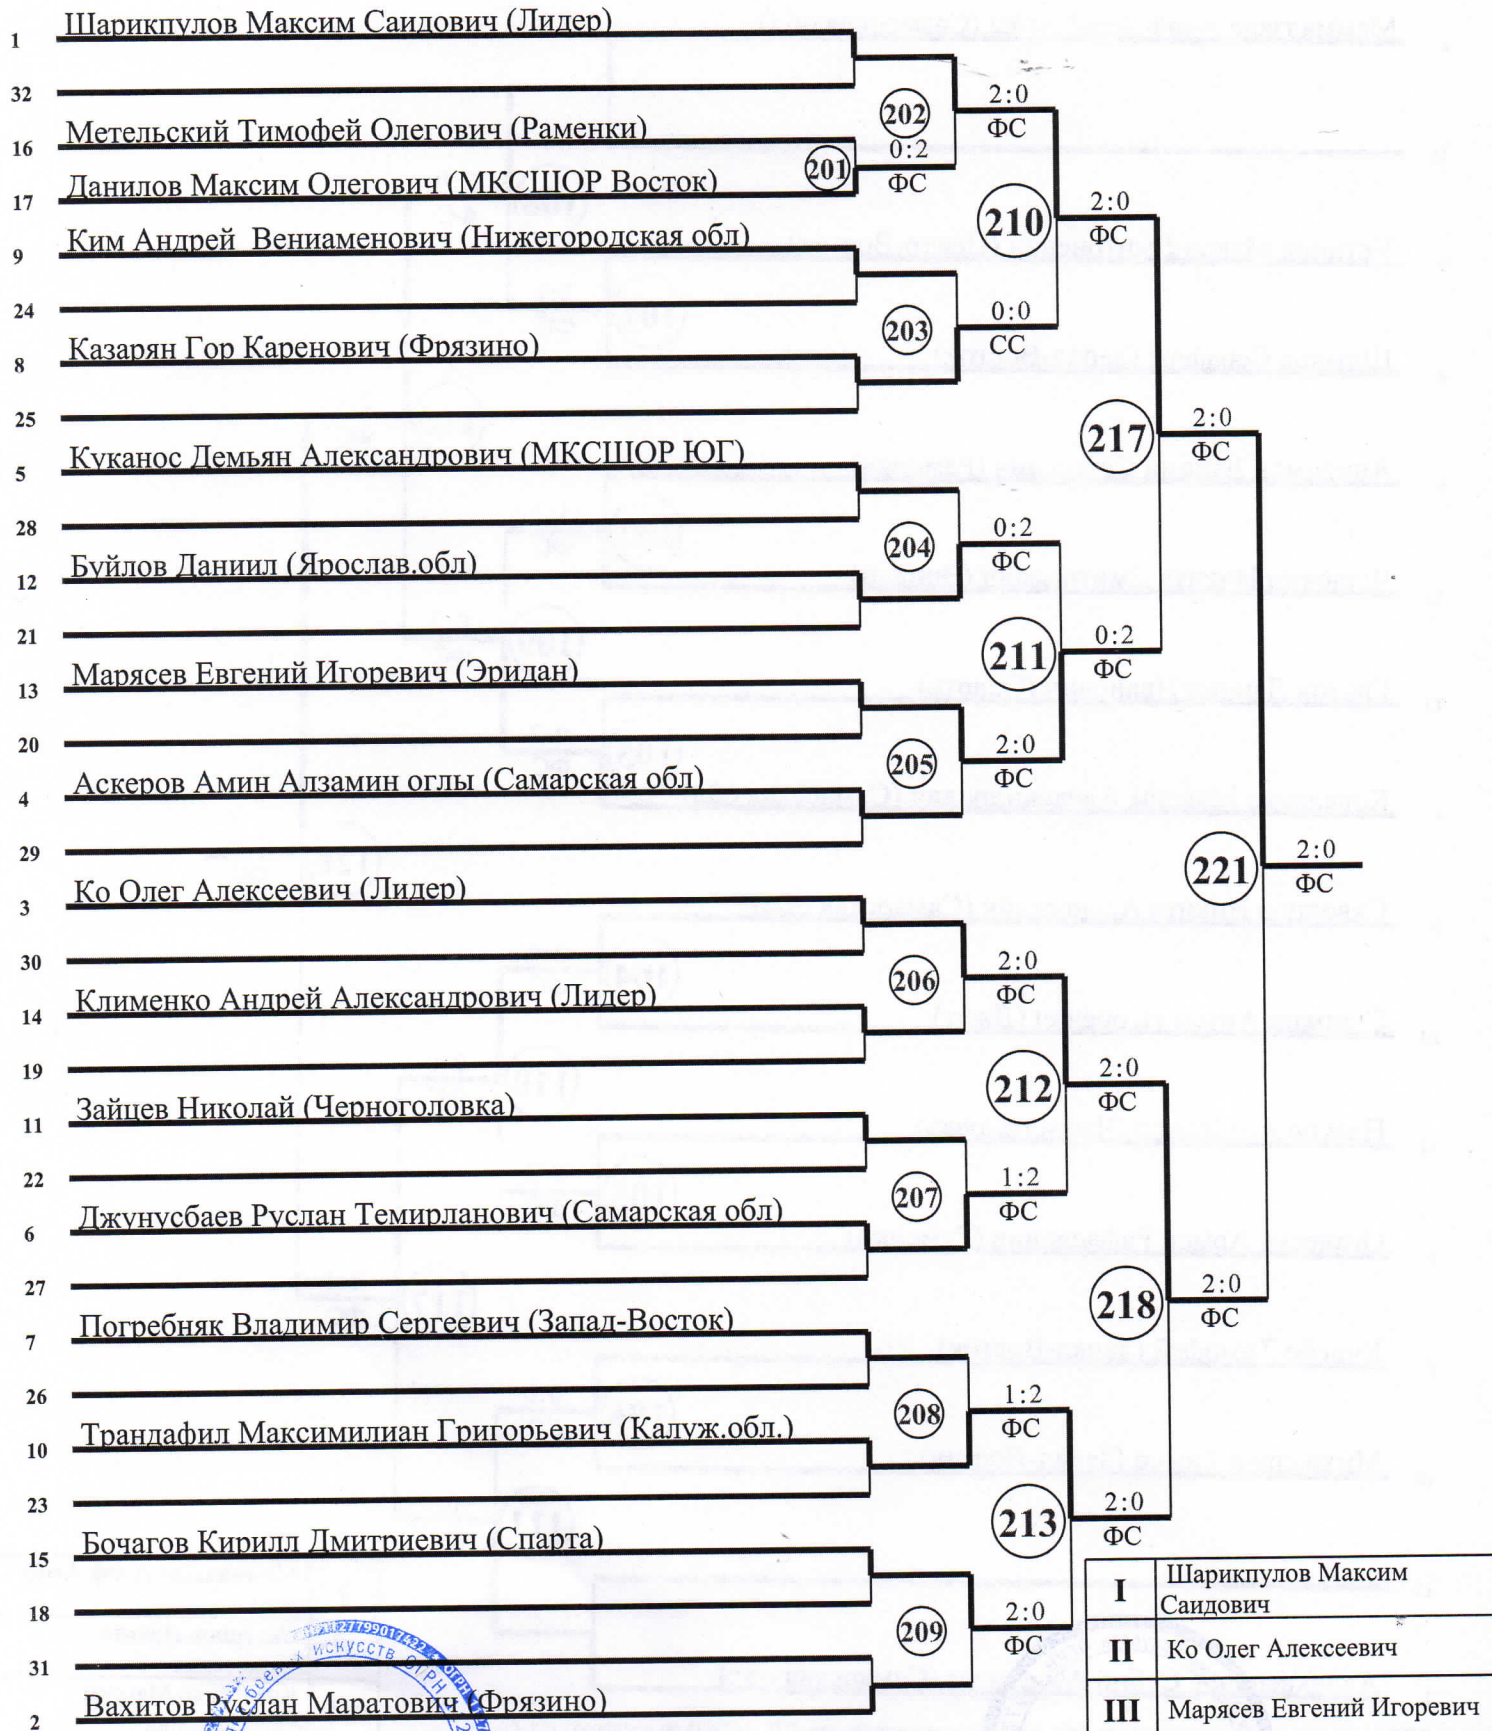 1 Шарикпулов Максим Саидович (Лидер)
32
202 2:0 ФС
16 Метельский Тимофей Олегович (Раменки)
201 0:2 ФС
17 Данилов Максим Олегович (МКСШОР Восток)
210 2:0 ФС
9 Ким Андрей Вениаменович (Нижегородская обл)
24
203 0:0 СС
8 Казарян Гор Каренович (Фрязино)
25
217 2:0 ФС
5 Куканос Демьян Александрович (МКСШОР ЮГ)
28
204 0:2 ФС
12 Буйлов Даниил (Ярослав.обл)
21
211 0:2 ФС
13 Марясев Евгений Игоревич (Эридан)
20
205 2:0 ФС
4 Аскеров Амин Алзамин оглы (Самарская обл)
29
221 2:0 ФС
3 Ко Олег Алексеевич (Лидер)
30
206 2:0 ФС
14 Клименко Андрей Александрович (Лидер)
19
212 2:0 ФС
11 Зайцев Николай (Черноголовка)
22
207 1:2 ФС
6 Джунусбаев Руслан Темирланович (Самарская обл)
27
218 2:0 ФС
7 Погребняк Владимир Сергеевич (Запад-Восток)
26
208 1:2 ФС
10 Трандафил Максимилиан Григорьевич (Калуж.обл.)
23
213 2:0 ФС
15 Бочагов Кирилл Дмитриевич (Спарта)
18
209 2:0 ФС
31
2 Вахитов Руслан Маратович (Фрязино)
I Шарикпулов Максим
Саидович
II Ко Олег Алексеевич
III Марясев Евгений Игоревич
искусств ОГРН